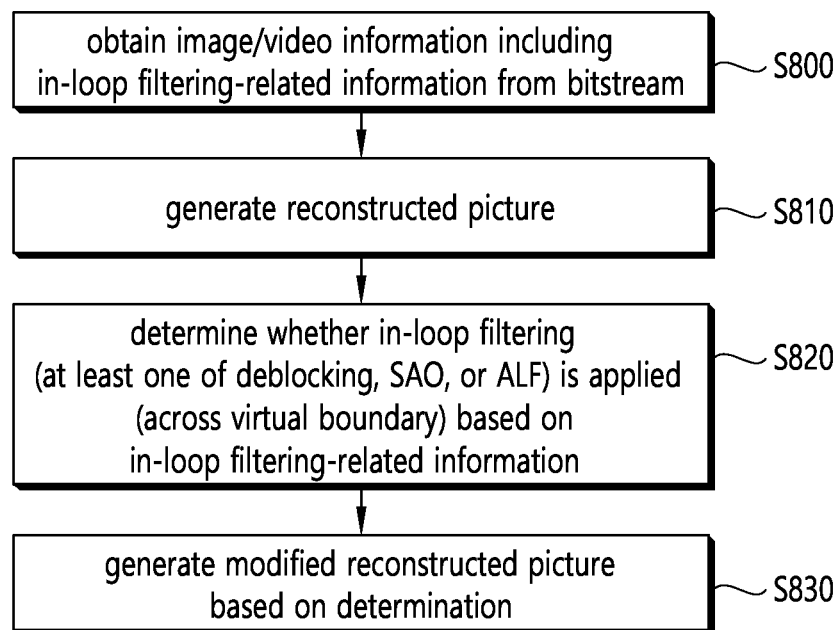 obtain image/video information including
in-loop filtering-related information from bitstream
S800
generate reconstructed picture
S810
determine whether in-loop filtering
(at least one of deblocking, SAO, or ALF) is applied
(across virtual boundary) based on
in-loop filtering-related information
S820
generate modified reconstructed picture
based on determination
S830